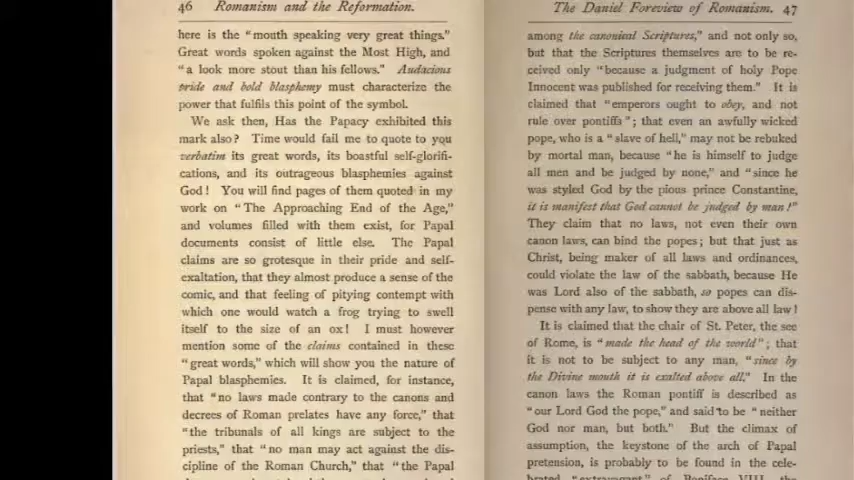 46 Romanism and the Reformation.
here is the "mouth speaking very great things."
Great words spoken against the Most High, and
"a look more stout than his fellows." Audacious
pride and bold blasphemy must characterize the
power that fulfils this point of the symbol.
We ask then, Has the Papacy exhibited this
mark also? Time would fail me to quote to you
verbatim its great words, its boastful self-glorifi-
cations, and its outrageous blasphemies against
God! You will find pages of them quoted in my
work on "The Approaching End of the Age,"
and volumes filled with them exist, for Papal
documents consist of little else. The Papal
claims are so grotesque in their pride and self-
exaltation, that they almost produce a sense of the
comic, and that feeling of pitying contempt with
which one would watch a frog trying to swell
itself to the size of an ox! I must however
mention some of the claims contained in these
"great words," which will show you the nature of
Papal blasphemies. It is claimed, for instance,
that "no laws made contrary to the canons and
decrees of Roman prelates have any force," that
"the tribunals of all kings are subject to the
priests," that "no man may act against the dis-
cipline of the Roman Church," that "the Papal
The Daniel Foreview of Romanism. 47
among the canonical Scriptures," and not only so,
but that the Scriptures themselves are to be re-
ceived only "because a judgment of holy Pope
Innocent was published for receiving them." It is
claimed that "emperors ought to obey, and not
rule over pontiffs"; that even an awfully wicked
pope, who is a "slave of hell," may not be rebuked
by mortal man, because "he is himself to judge
all men and be judged by none," and "since he
was styled God by the pious prince Constantine,
it is manifest that God cannot be judged by man!"
They claim that no laws, not even their own
canon laws, can bind the popes; but that just as
Christ, being maker of all laws and ordinances,
could violate the law of the sabbath, because He
was Lord also of the sabbath, so popes can dis-
pense with any law, to show they are above all law!
It is claimed that the chair of St. Peter, the see
of Rome, is "made the head of the world"; that
it is not to be subject to any man, "since by
the Divine mouth it is exalted above all." In the
canon laws the Roman pontiff is described as
"our Lord God the pope," and said to be "neither
God nor man, but both." But the climax of
assumption, the keystone of the arch of Papal
pretension, is probably to be found in the cele-
brated "extravagant" of Boniface VIII., the